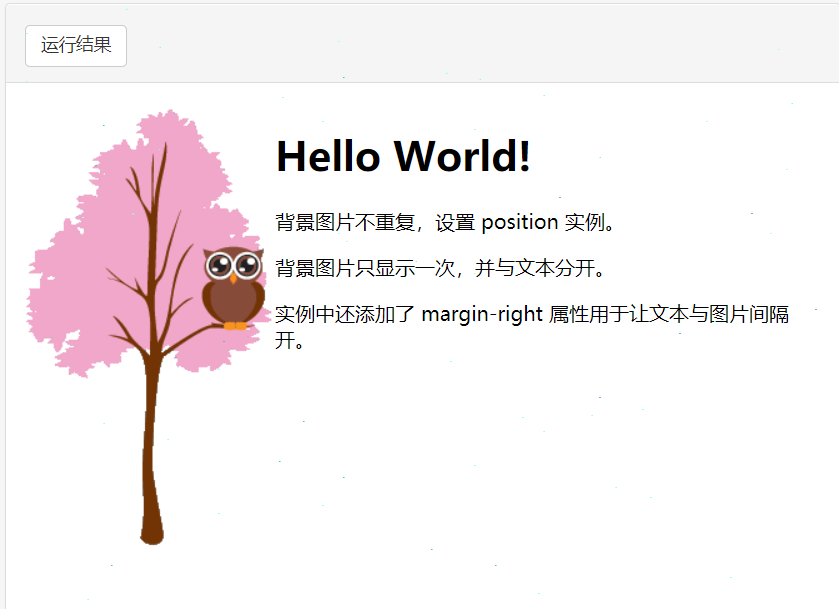 运行结果
Hello World!
背景图片不重复，设置 position 实例。
背景图片只显示一次，并与文本分开。
实例中还添加了 margin-right 属性用于让文本与图片间隔
开。